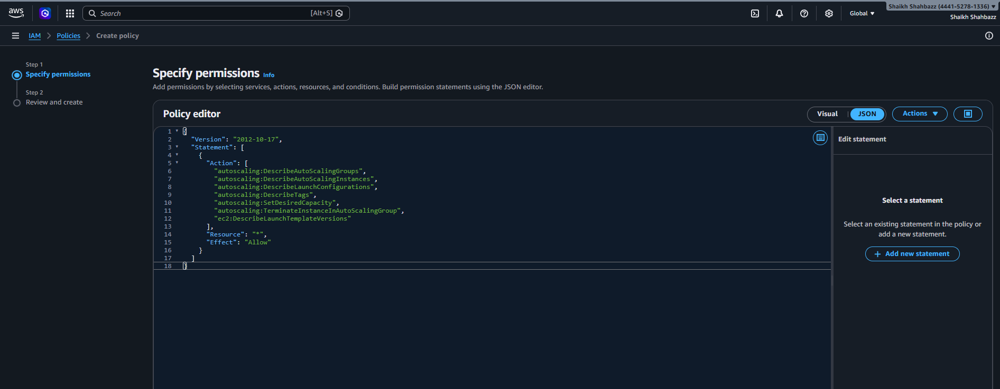 aws
Search
[Alt+S]
Global
Shaikh Shahbazz (4441-5278-1336)
Shaikh Shahbazz
IAM
Policies
Create policy
Step 1
Specify permissions
Step 2
Review and create
Specify permissions Info
Add permissions by selecting services, actions, resources, and conditions. Build permission statements using the JSON editor.
Policy editor
Visual
JSON
Actions
1 {
2 "Version": "2012-10-17",
3 "Statement": [
4 {
5 "Action": [
6 "autoscaling:DescribeAutoScalingGroups",
7 "autoscaling:DescribeAutoScalingInstances",
8 "autoscaling:DescribeLaunchConfigurations",
9 "autoscaling:DescribeTags",
10 "autoscaling:SetDesiredCapacity",
11 "autoscaling:TerminateInstanceInAutoScalingGroup",
12 "ec2:DescribeLaunchTemplateVersions"
13 ],
14 "Resource": "*",
15 "Effect": "Allow"
16 }
17 ]
18 }
Edit statement
Select a statement
Select an existing statement in the policy or
add a new statement.
+ Add new statement